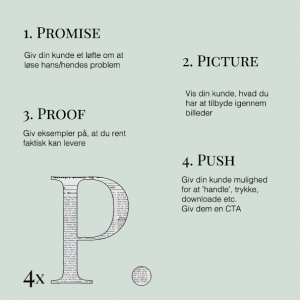 1. Promise
Giv din kunde et løfte om at
løse hans/hendes problem
2. Picture
Vis din kunde, hvad du
har at tilbyde igennem
billeder
3. Proof
Giv eksempler på, at du rent
faktisk kan levere
4. Push
Giv din kunde mulighed
for at 'handle', trykke,
downloade etc.
Giv dem en CTA
4x P.